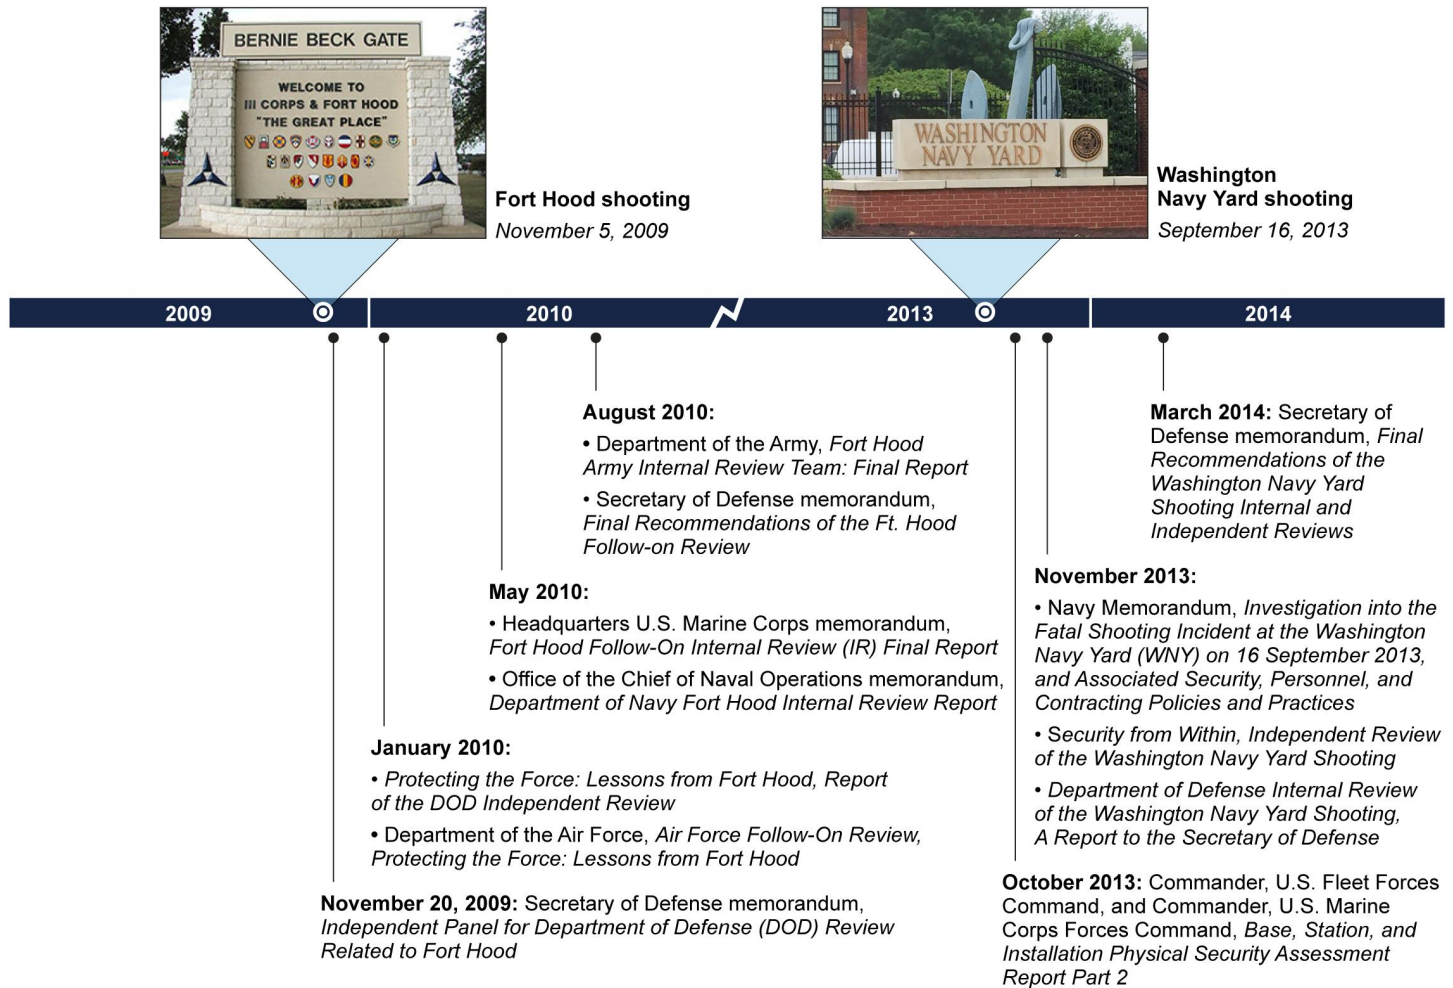 BERNIE BECK GATE
WELCOME TO
III CORPS & FORT HOOD
"THE GREAT PLACE"
Fort Hood shooting
November 5, 2009
WASHINGTON
NAVY YARD
Washington
Navy Yard shooting
September 16, 2013
2009
2010
2013
2014
August 2010:
• Department of the Army, Fort Hood
Army Internal Review Team: Final Report
• Secretary of Defense memorandum,
Final Recommendations of the Ft. Hood
Follow-on Review
May 2010:
• Headquarters U.S. Marine Corps memorandum,
Fort Hood Follow-On Internal Review (IR) Final Report
• Office of the Chief of Naval Operations memorandum,
Department of Navy Fort Hood Internal Review Report
January 2010:
• Protecting the Force: Lessons from Fort Hood, Report
of the DOD Independent Review
• Department of the Air Force, Air Force Follow-On Review,
Protecting the Force: Lessons from Fort Hood
November 20, 2009: Secretary of Defense memorandum,
Independent Panel for Department of Defense (DOD) Review
Related to Fort Hood
March 2014: Secretary of
Defense memorandum, Final
Recommendations of the
Washington Navy Yard
Shooting Internal and
Independent Reviews
November 2013:
• Navy Memorandum, Investigation into the
Fatal Shooting Incident at the Washington
Navy Yard (WNY) on 16 September 2013,
and Associated Security, Personnel, and
Contracting Policies and Practices
• Security from Within, Independent Review
of the Washington Navy Yard Shooting
• Department of Defense Internal Review
of the Washington Navy Yard Shooting,
A Report to the Secretary of Defense
October 2013: Commander, U.S. Fleet Forces
Command, and Commander, U.S. Marine
Corps Forces Command, Base, Station, and
Installation Physical Security Assessment
Report Part 2